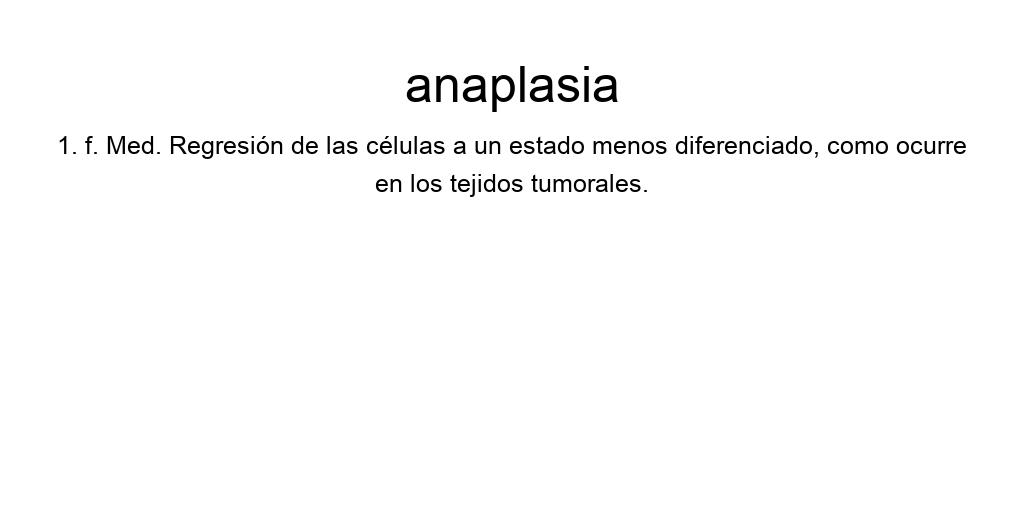 anaplasia
1. f. Med. Regresión de las células a un estado menos diferenciado, como ocurre
en los tejidos tumorales.